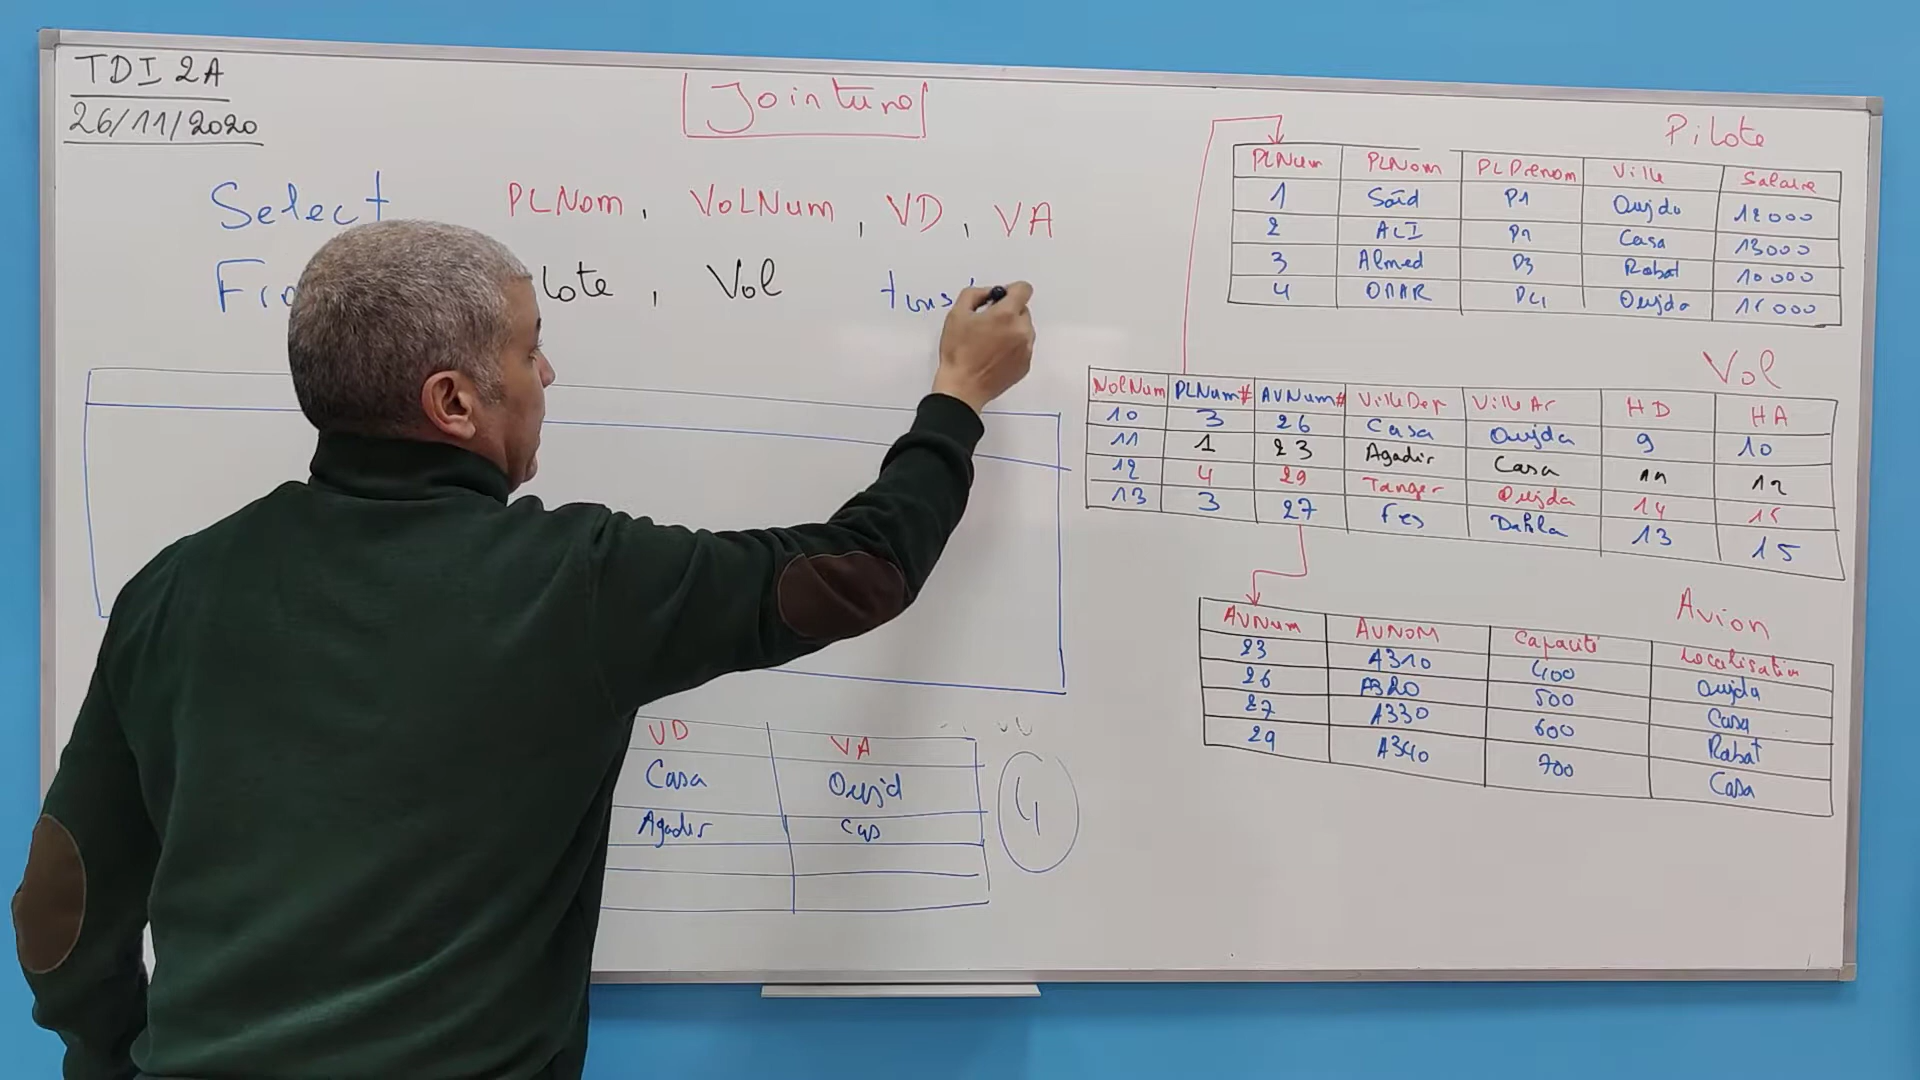 TDI 2A
26/11/2020
Jointure
Select PLNom, VOLNum, VD, VA
lote, Vol
Pilote
PLNum PLNom PLPrenom Ville Salaire
1 Said P1 Oujda 12000
2 ALI P2 Casa 13000
3 Ahmed P3 Rabat 10000
4 OMAR P4 Oujda 15000
Vol
VolNum PLNum# AVNum# VilleDep VilleAr HD HA
10 3 26 Casa Oujda 9 10
11 1 23 Agadir Casa 11 12
12 4 29 Tanger Oujda 14 15
13 3 27 Fes Dahla 13 15
Avion
AVNum AVNOM Capacité Localisation
23 A310 400 Oujda
26 A320 500 Casa
27 A330 600 Rabat
29 A340 700 Casa
VD VA
Casa Oujd
Agadir Cas
4